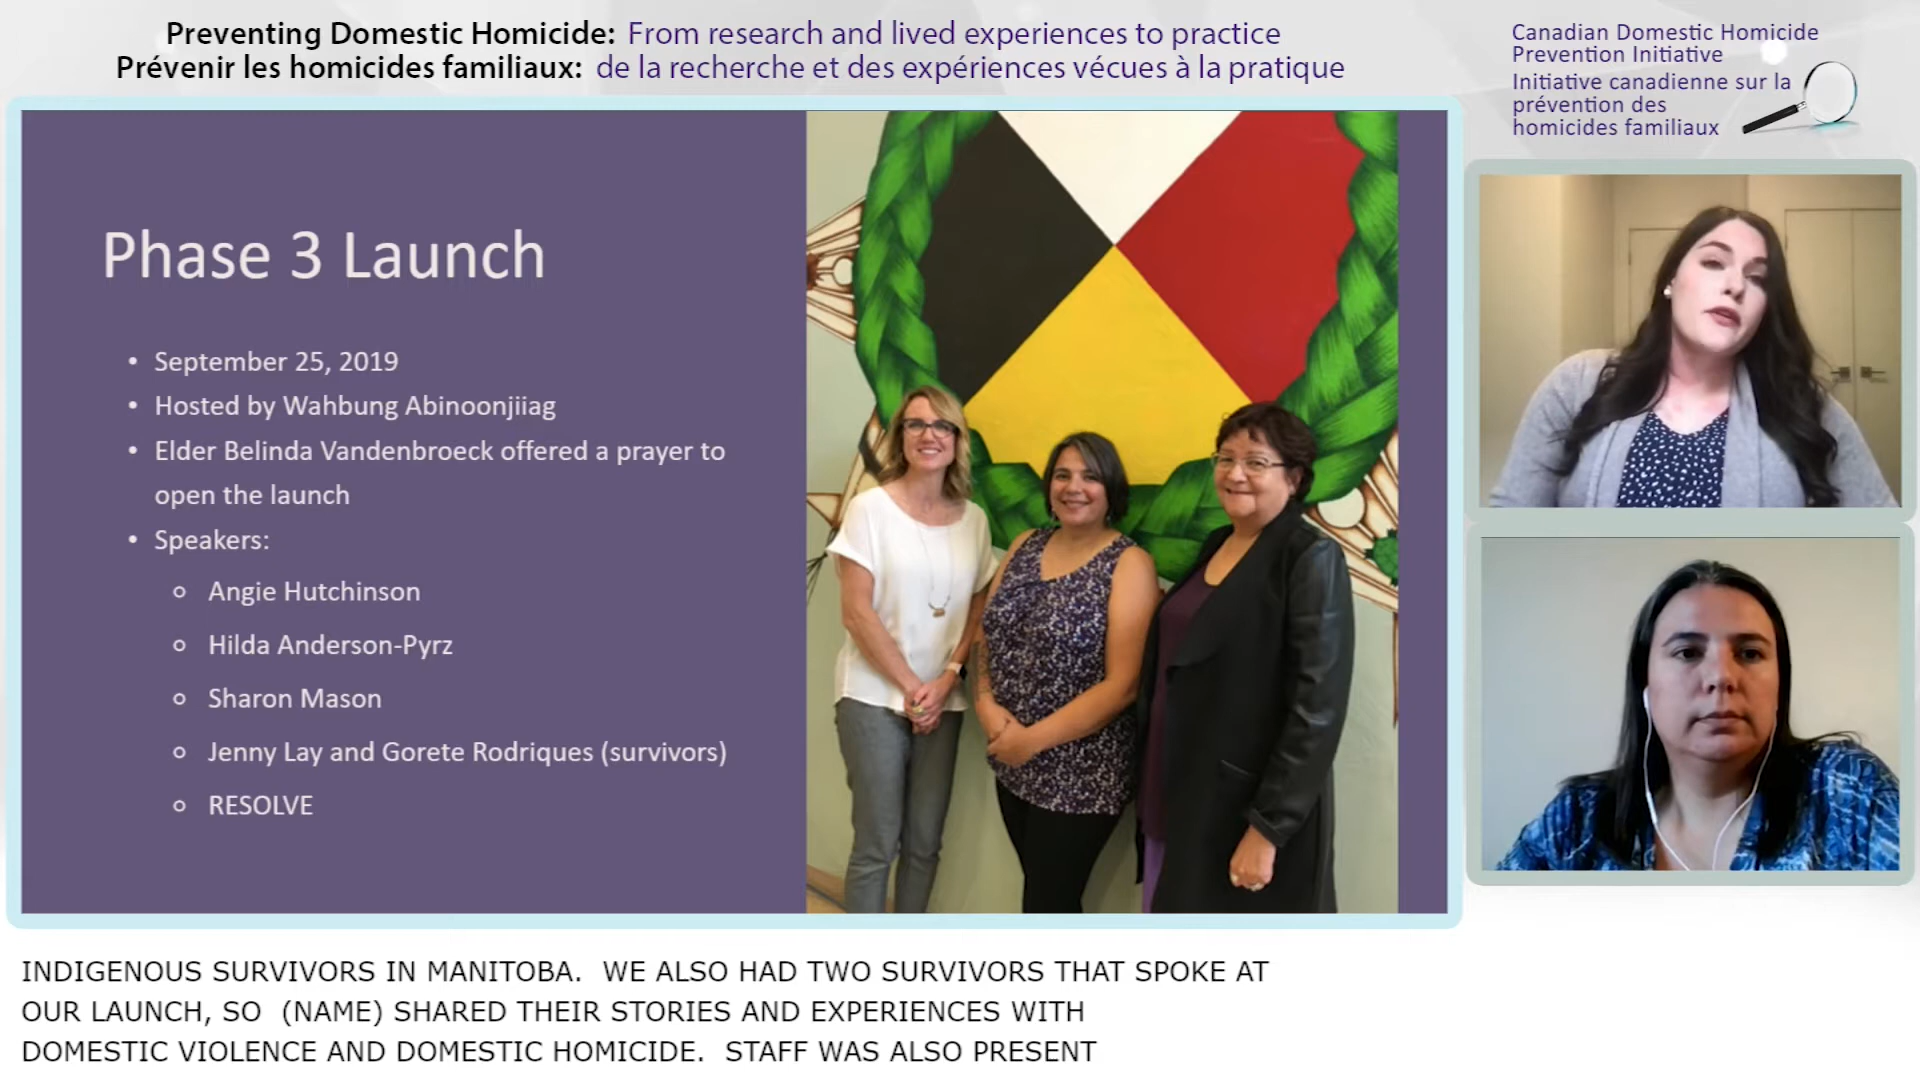 Preventing Domestic Homicide: From research and lived experiences to practice
Prévenir les homicides familiaux: de la recherche et des expériences vécues à la pratique
Canadian Domestic Homicide
Prevention Initiative
Initiative canadienne sur la
prévention des
homicides familiaux
Phase 3 Launch
• September 25, 2019
• Hosted by Wahbung Abinoonjiiag
• Elder Belinda Vandenbroeck offered a prayer to
open the launch
• Speakers:
o Angie Hutchinson
o Hilda Anderson-Pyrz
o Sharon Mason
o Jenny Lay and Gorete Rodriques (survivors)
o RESOLVE
INDIGENOUS SURVIVORS IN MANITOBA.  WE ALSO HAD TWO SURVIVORS THAT SPOKE AT
OUR LAUNCH, SO  (NAME) SHARED THEIR STORIES AND EXPERIENCES WITH
DOMESTIC VIOLENCE AND DOMESTIC HOMICIDE.  STAFF WAS ALSO PRESENT